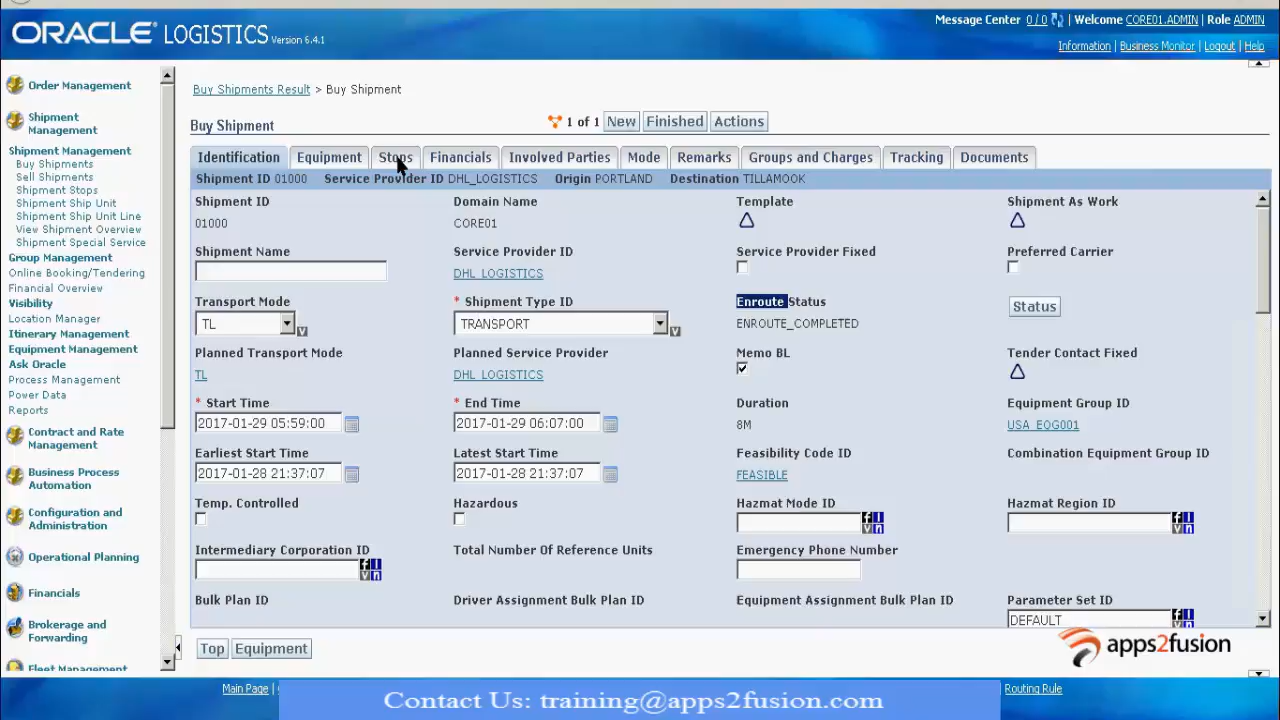 ORACLE LOGISTICS Version 6.4.1
Message Center 0 / 0 | Welcome CORE01.ADMIN | Role ADMIN
Information | Business Monitor | Logout | Help
Order Management
Shipment Management
Shipment Management
Buy Shipments
Sell Shipments
Shipment Stops
Shipment Ship Unit
Shipment Ship Unit Line
View Shipment Overview
Shipment Special Service
Group Management
Online Booking/Tendering
Financial Overview
Visibility
Location Manager
Itinerary Management
Equipment Management
Ask Oracle
Process Management
Power Data
Reports
Contract and Rate Management
Business Process Automation
Configuration and Administration
Operational Planning
Financials
Brokerage and Forwarding
Fleet Management
Buy Shipments Result > Buy Shipment
Buy Shipment 1 of 1 New Finished Actions
Identification Equipment Stops Financials Involved Parties Mode Remarks Groups and Charges Tracking Documents
Shipment ID 01000 Service Provider ID DHL_LOGISTICS Origin PORTLAND Destination TILLAMOOK
Shipment ID Domain Name Template Shipment As Work
01000 CORE01
Shipment Name Service Provider ID Service Provider Fixed Preferred Carrier
DHL_LOGISTICS
Transport Mode * Shipment Type ID Enroute Status Status
TL V TRANSPORT V ENROUTE_COMPLETED
Planned Transport Mode Planned Service Provider Memo BL Tender Contact Fixed
TL DHL_LOGISTICS
* Start Time * End Time Duration Equipment Group ID
2017-01-29 05:59:00 2017-01-29 06:07:00 8M USA_EQG001
Earliest Start Time Latest Start Time Feasibility Code ID Combination Equipment Group ID
2017-01-28 21:37:07 2017-01-28 21:37:07 FEASIBLE
Temp. Controlled Hazardous Hazmat Mode ID Hazmat Region ID
Intermediary Corporation ID Total Number Of Reference Units Emergency Phone Number
Bulk Plan ID Driver Assignment Bulk Plan ID Equipment Assignment Bulk Plan ID Parameter Set ID
DEFAULT
apps2fusion
Top Equipment
Main Page | Routing Rule
Contact Us: training@apps2fusion.com